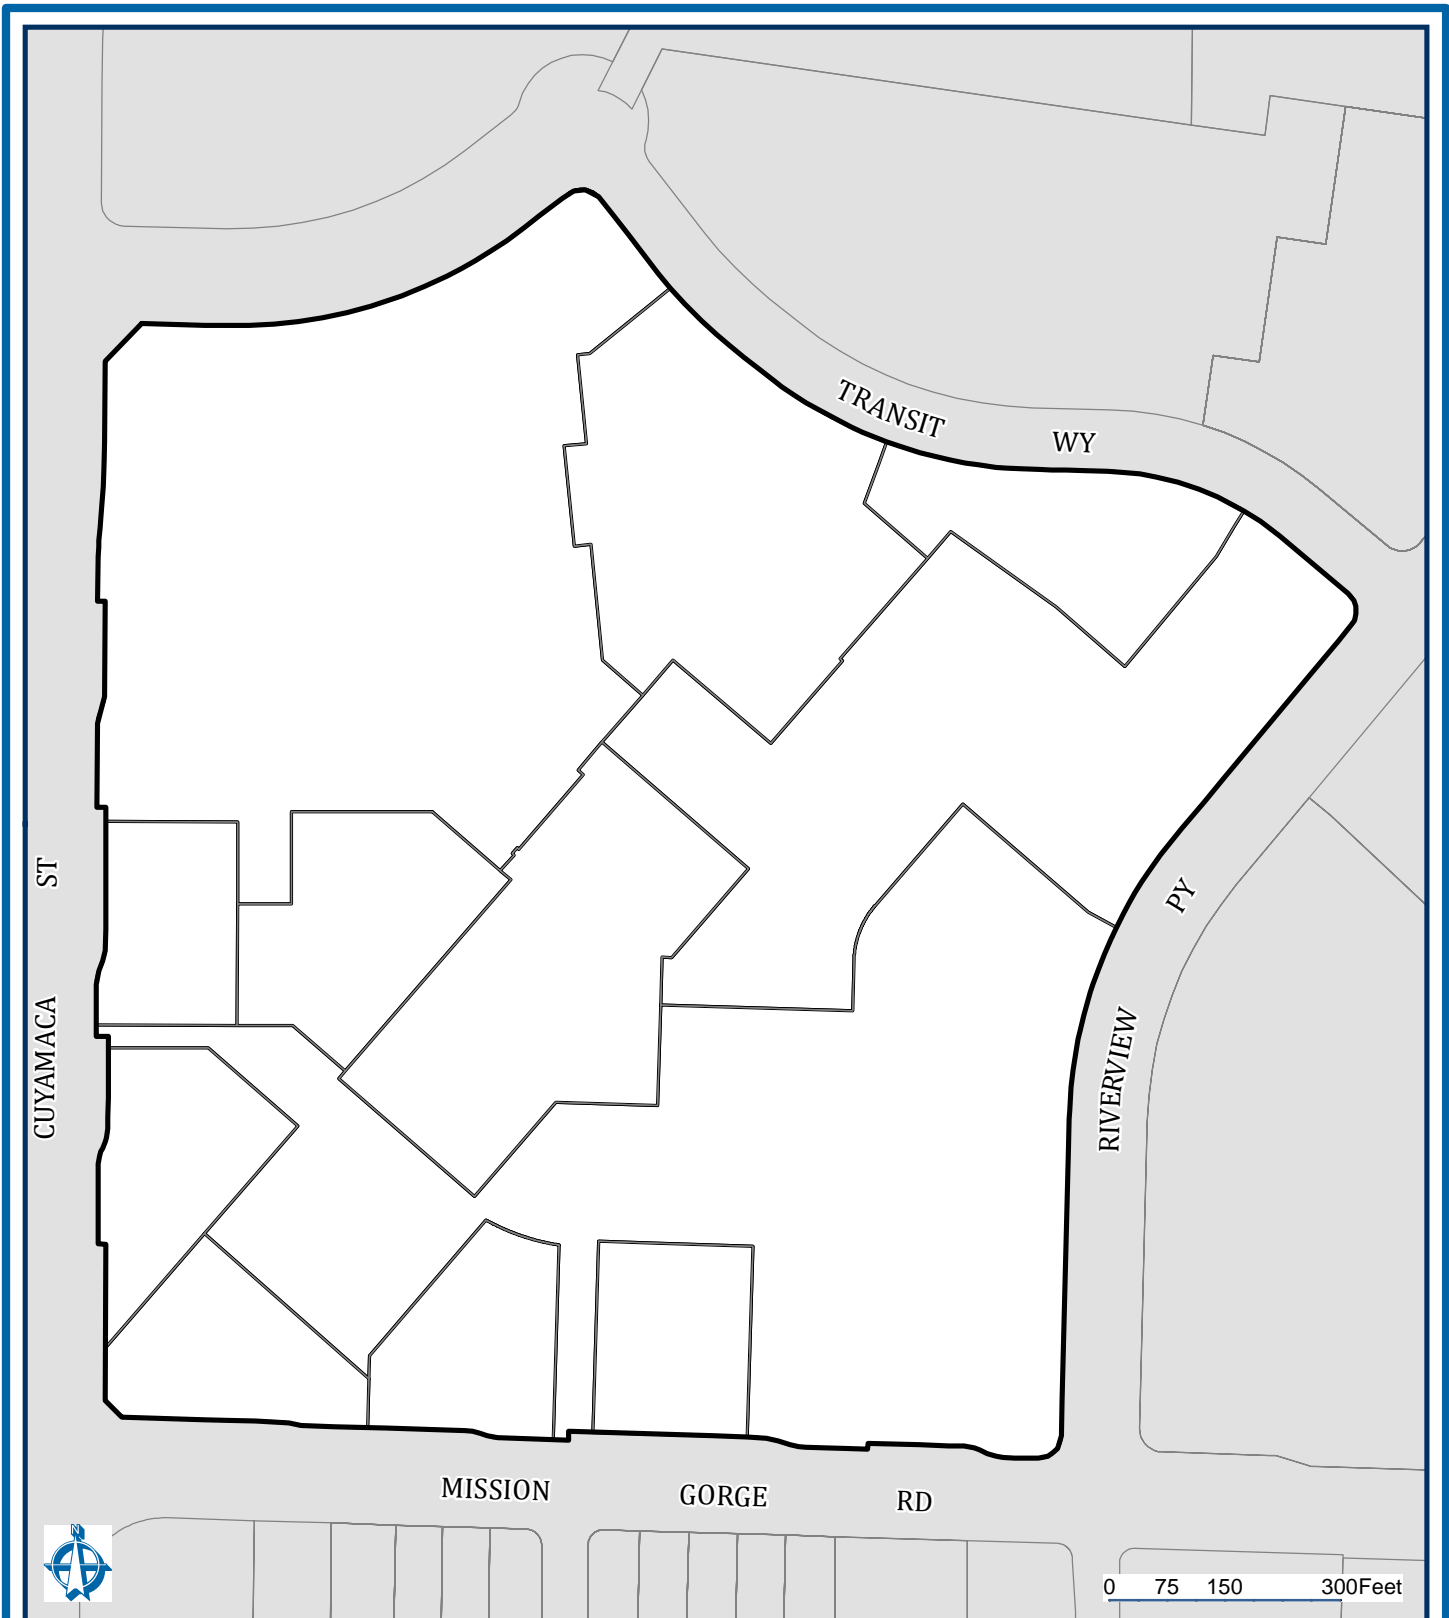 TRANSIT WY
ST
PY
CUYAMACA
RIVERVIEW
MISSION GORGE RD
N
0 75 150 300Feet